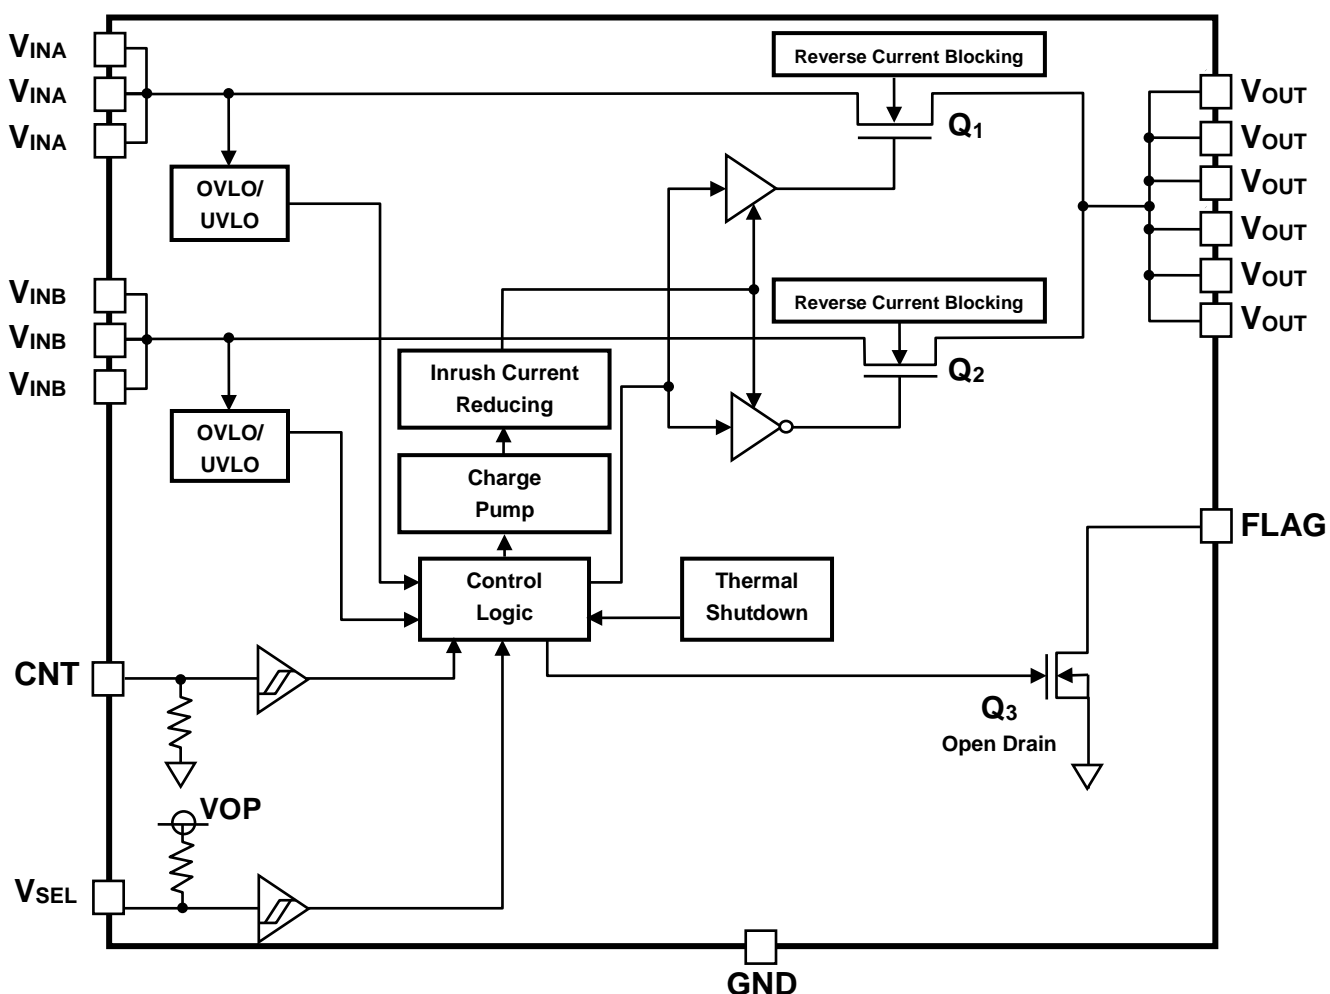 VINA
VINA
VINA
Reverse Current Blocking
Q1
VOUT
VOUT
VOUT
VOUT
VOUT
VOUT
OVLO/
UVLO
VINB
VINB
VINB
Reverse Current Blocking
Q2
Inrush Current
Reducing
OVLO/
UVLO
Charge
Pump
FLAG
Control
Logic
Thermal
Shutdown
CNT
Q3
Open Drain
VOP
VSEL
GND